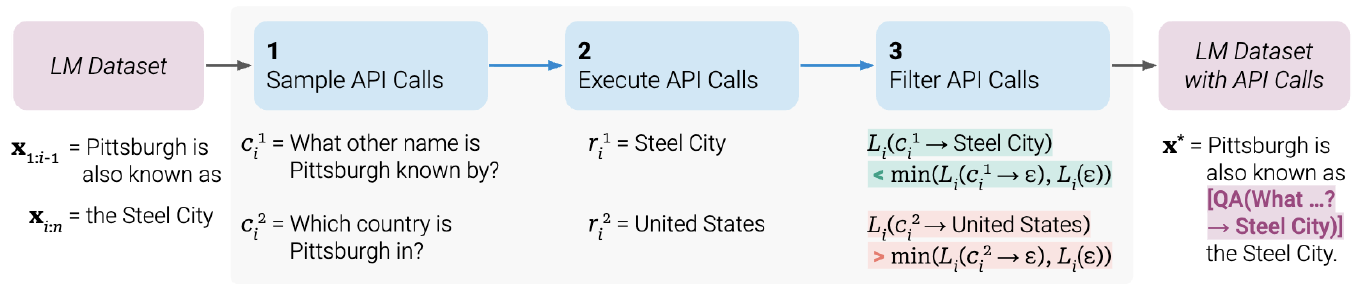 LM Dataset
1
Sample API Calls
2
Execute API Calls
3
Filter API Calls
LM Dataset
with API Calls
x1:i-1 = Pittsburgh is
also known as
xi:n = the Steel City
ci1 = What other name is
Pittsburgh known by?
ci2 = Which country is
Pittsburgh in?
ri1 = Steel City
ri2 = United States
Li(ci1 → Steel City)
< min(Li(ci1 → ε), Li(ε))
Li(ci2 → United States)
> min(Li(ci2 → ε), Li(ε))
x* = Pittsburgh is
also known as
[QA(What ...?
→ Steel City)]
the Steel City.